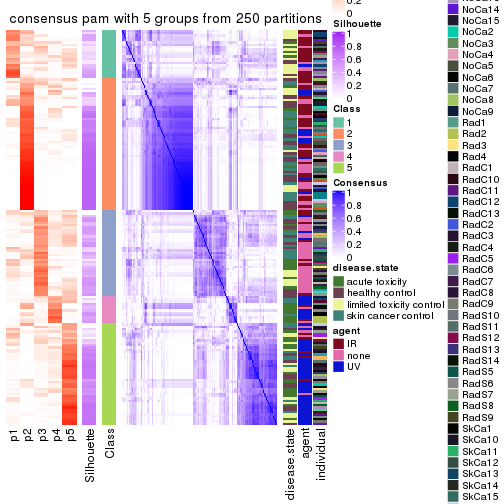 consensus pam with 5 groups from 250 partitions
p1
p2
p3
p4
p5
Silhouette
Class
disease.state
agent
individual
0.2
0
Silhouette
1
0.8
0.6
0.4
0.2
0
Class
1
2
3
4
5
Consensus
1
0.8
0.6
0.4
0.2
0
disease.state
acute toxicity
healthy control
limited toxicity control
skin cancer control
agent
IR
none
UV
NoCa14
NoCa15
NoCa2
NoCa3
NoCa4
NoCa5
NoCa6
NoCa7
NoCa8
NoCa9
Rad1
Rad2
Rad3
Rad4
RadC1
RadC10
RadC11
RadC12
RadC13
RadC2
RadC3
RadC4
RadC5
RadC6
RadC7
RadC8
RadC9
RadS10
RadS11
RadS12
RadS13
RadS14
RadS5
RadS6
RadS7
RadS8
RadS9
SkCa1
SkCa10
SkCa11
SkCa12
SkCa13
SkCa14
SkCa15